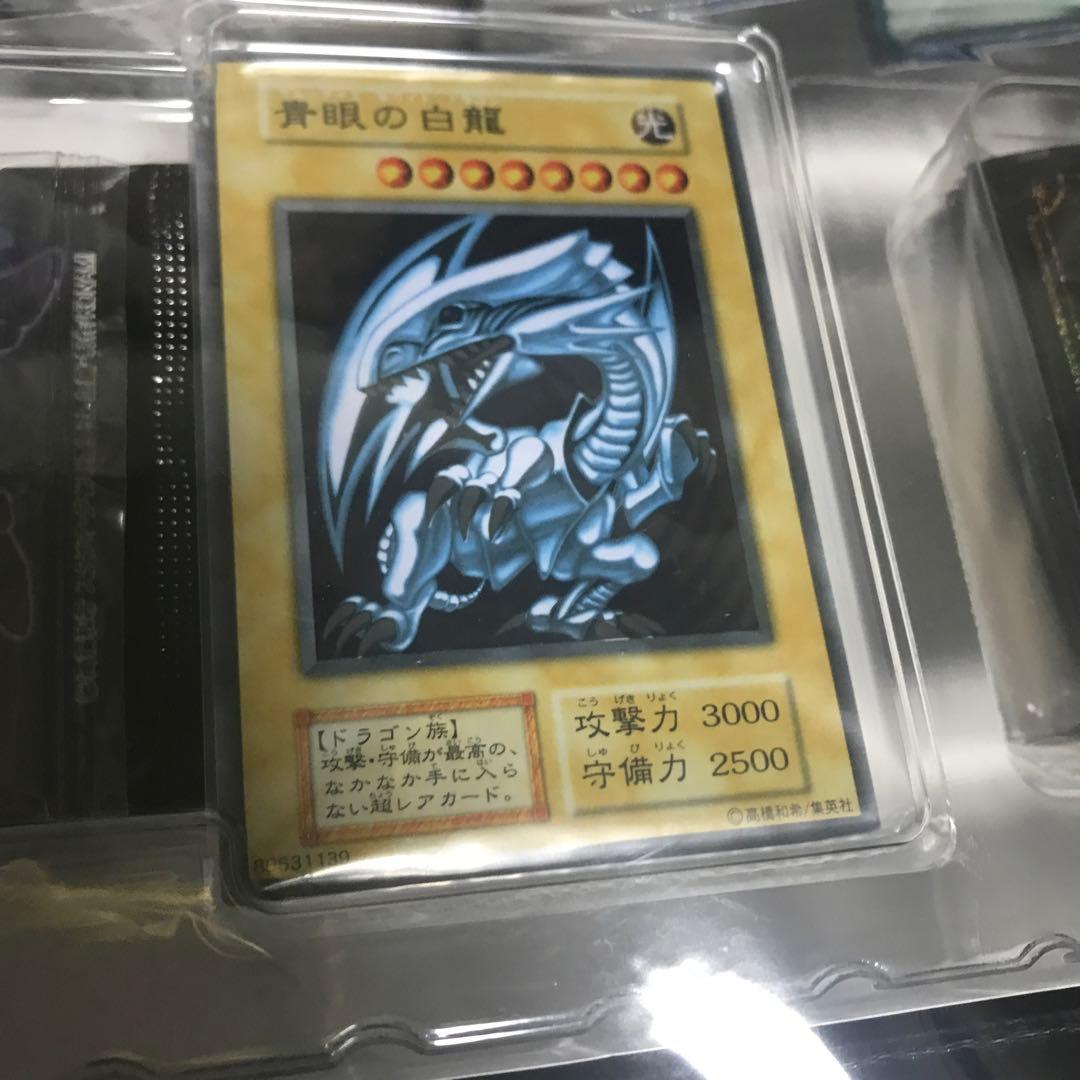 青眼の白龍
光
【ドラゴン族】
攻撃・守備が最高の、
なかなか手に入ら
ない超レアカード。
攻撃力 3000
守備力 2500
©高橋和希/集英社
KONAMI